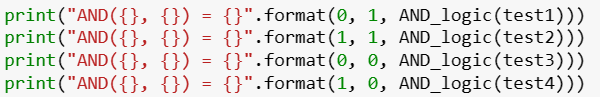 print("AND({}, {}) = {}".format(0, 1, AND_logic(test1)))
print("AND({}, {}) = {}".format(1, 1, AND_logic(test2)))
print("AND({}, {}) = {}".format(0, 0, AND_logic(test3)))
print("AND({}, {}) = {}".format(1, 0, AND_logic(test4)))